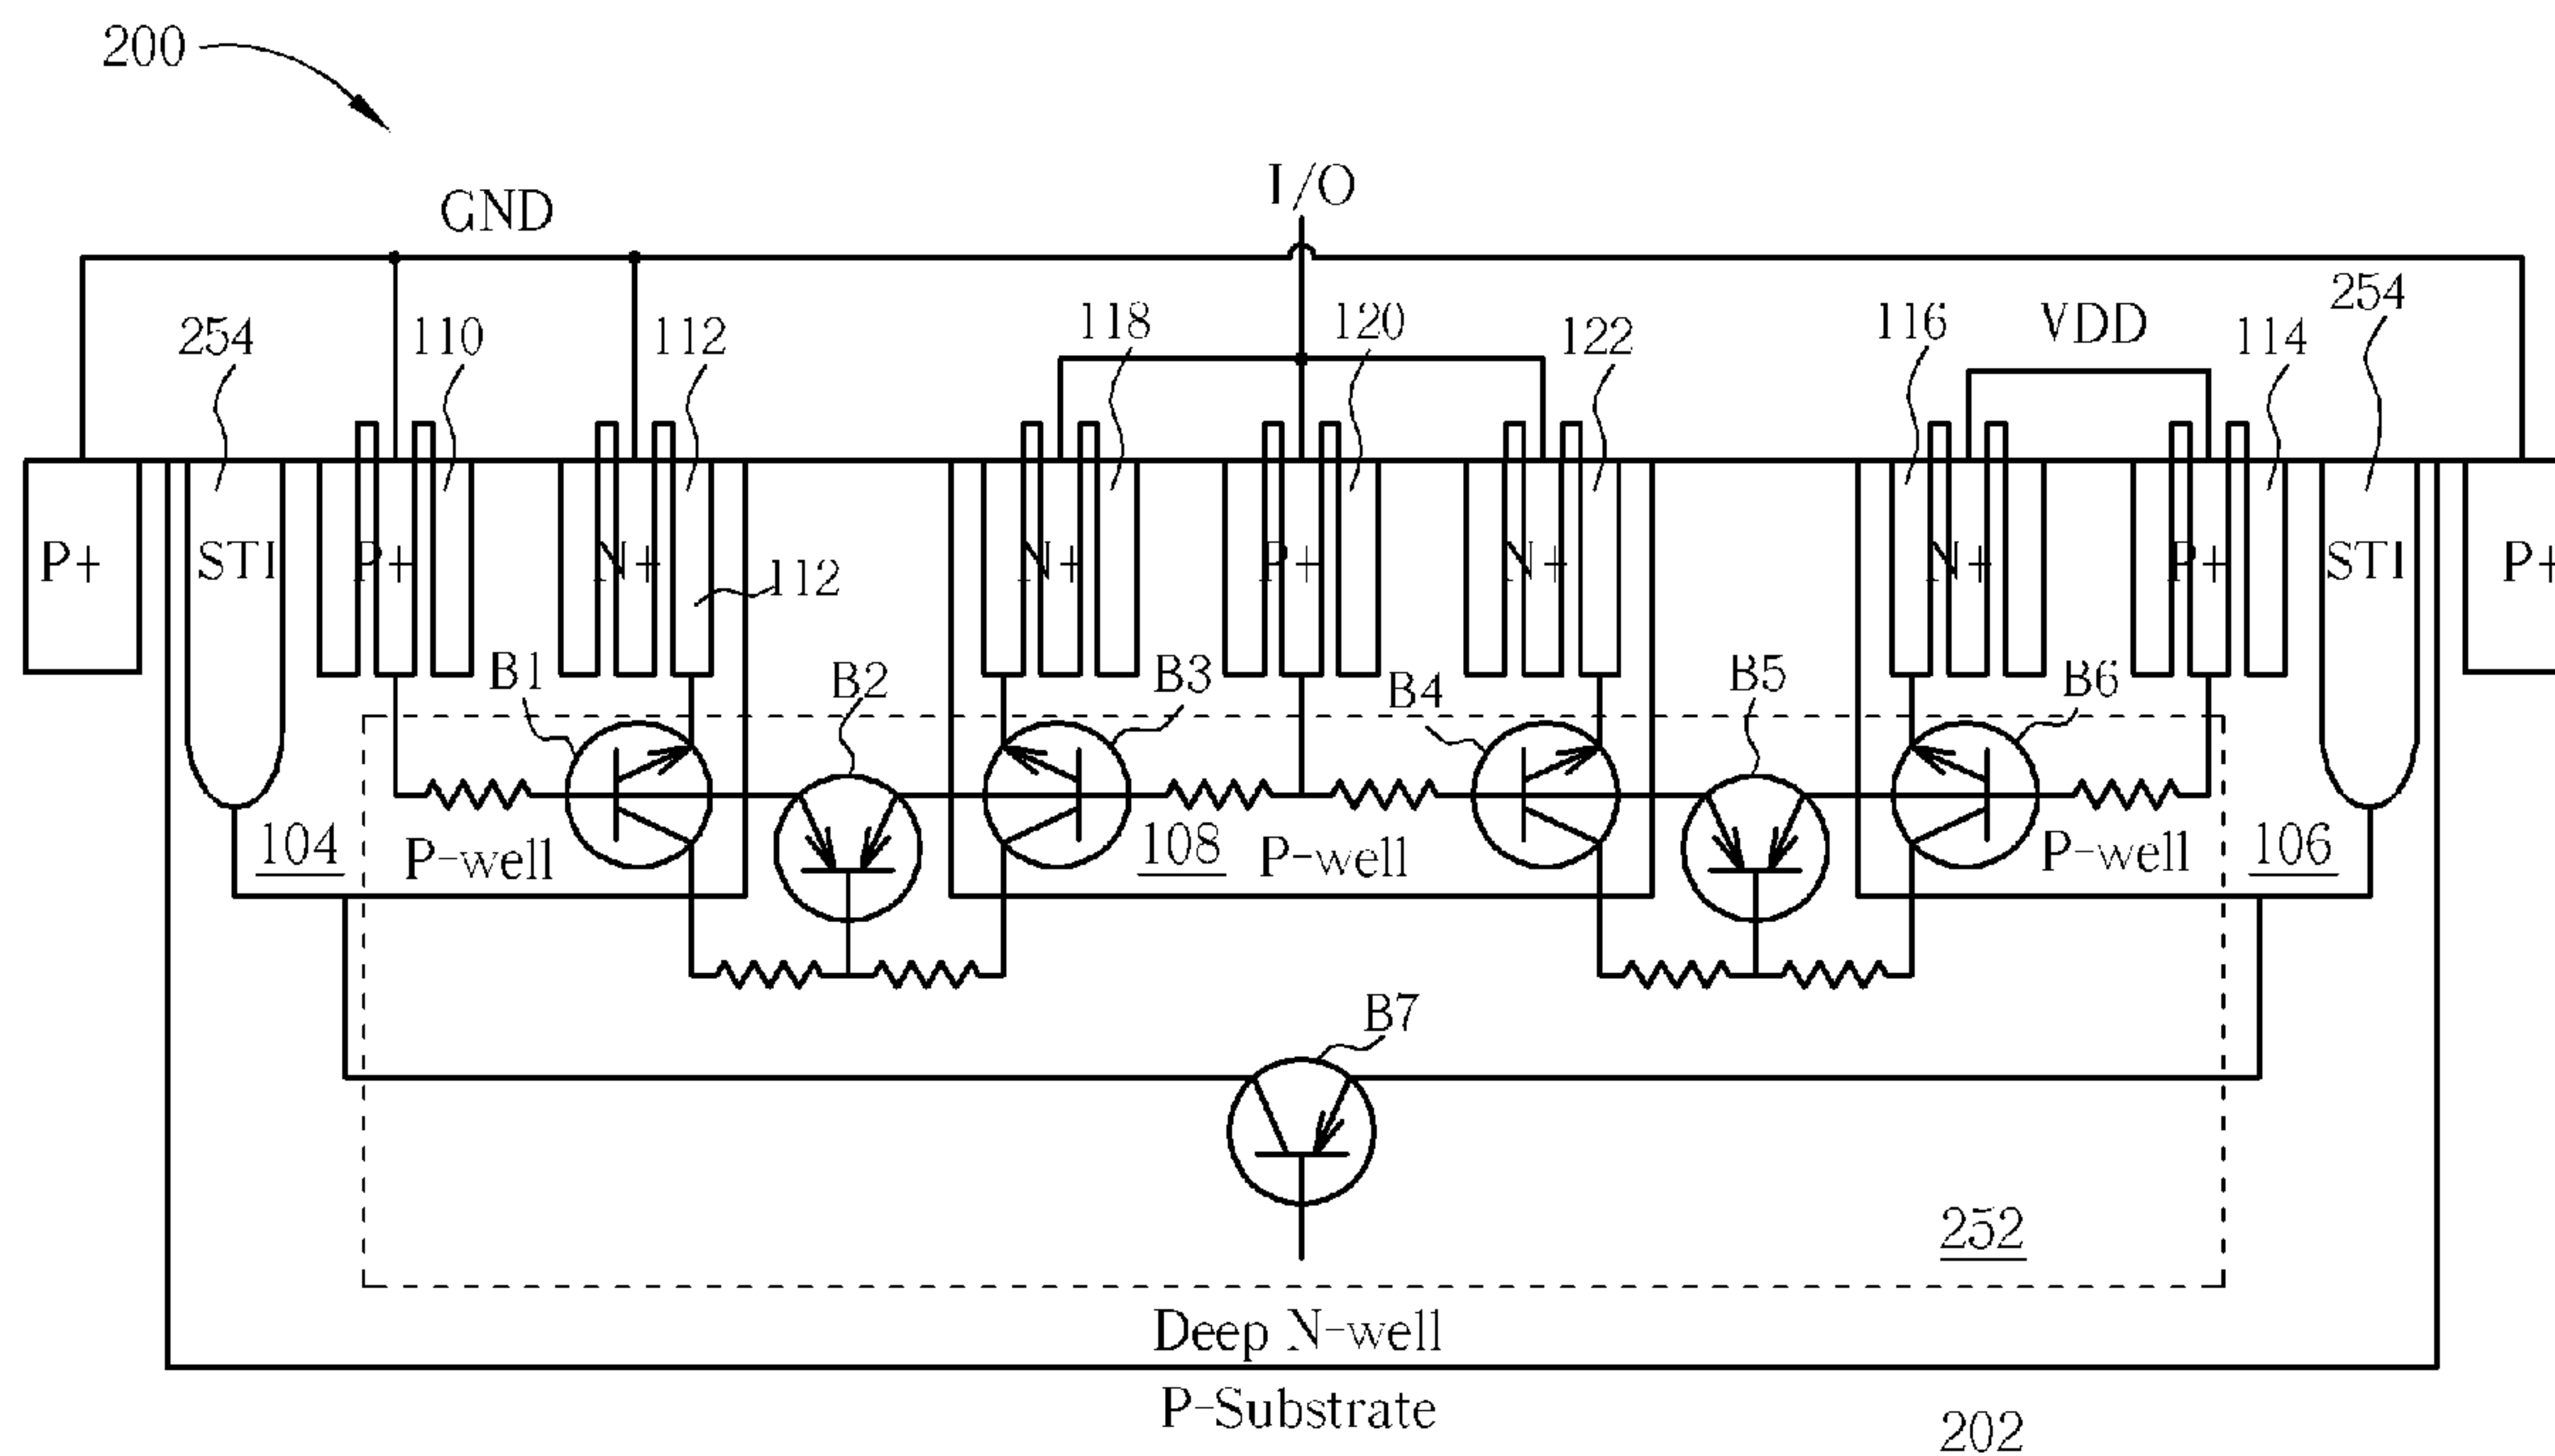 200
GND
I/O
254
110
112
118
120
122
116
VDD
114
254
P+
STI
P+
N+
112
N+
P+
N+
N+
P+
STI
P+
B1
B2
B3
B4
B5
B6
104
P-well
108
P-well
P-well
106
B7
252
Deep N-well
P-Substrate
202